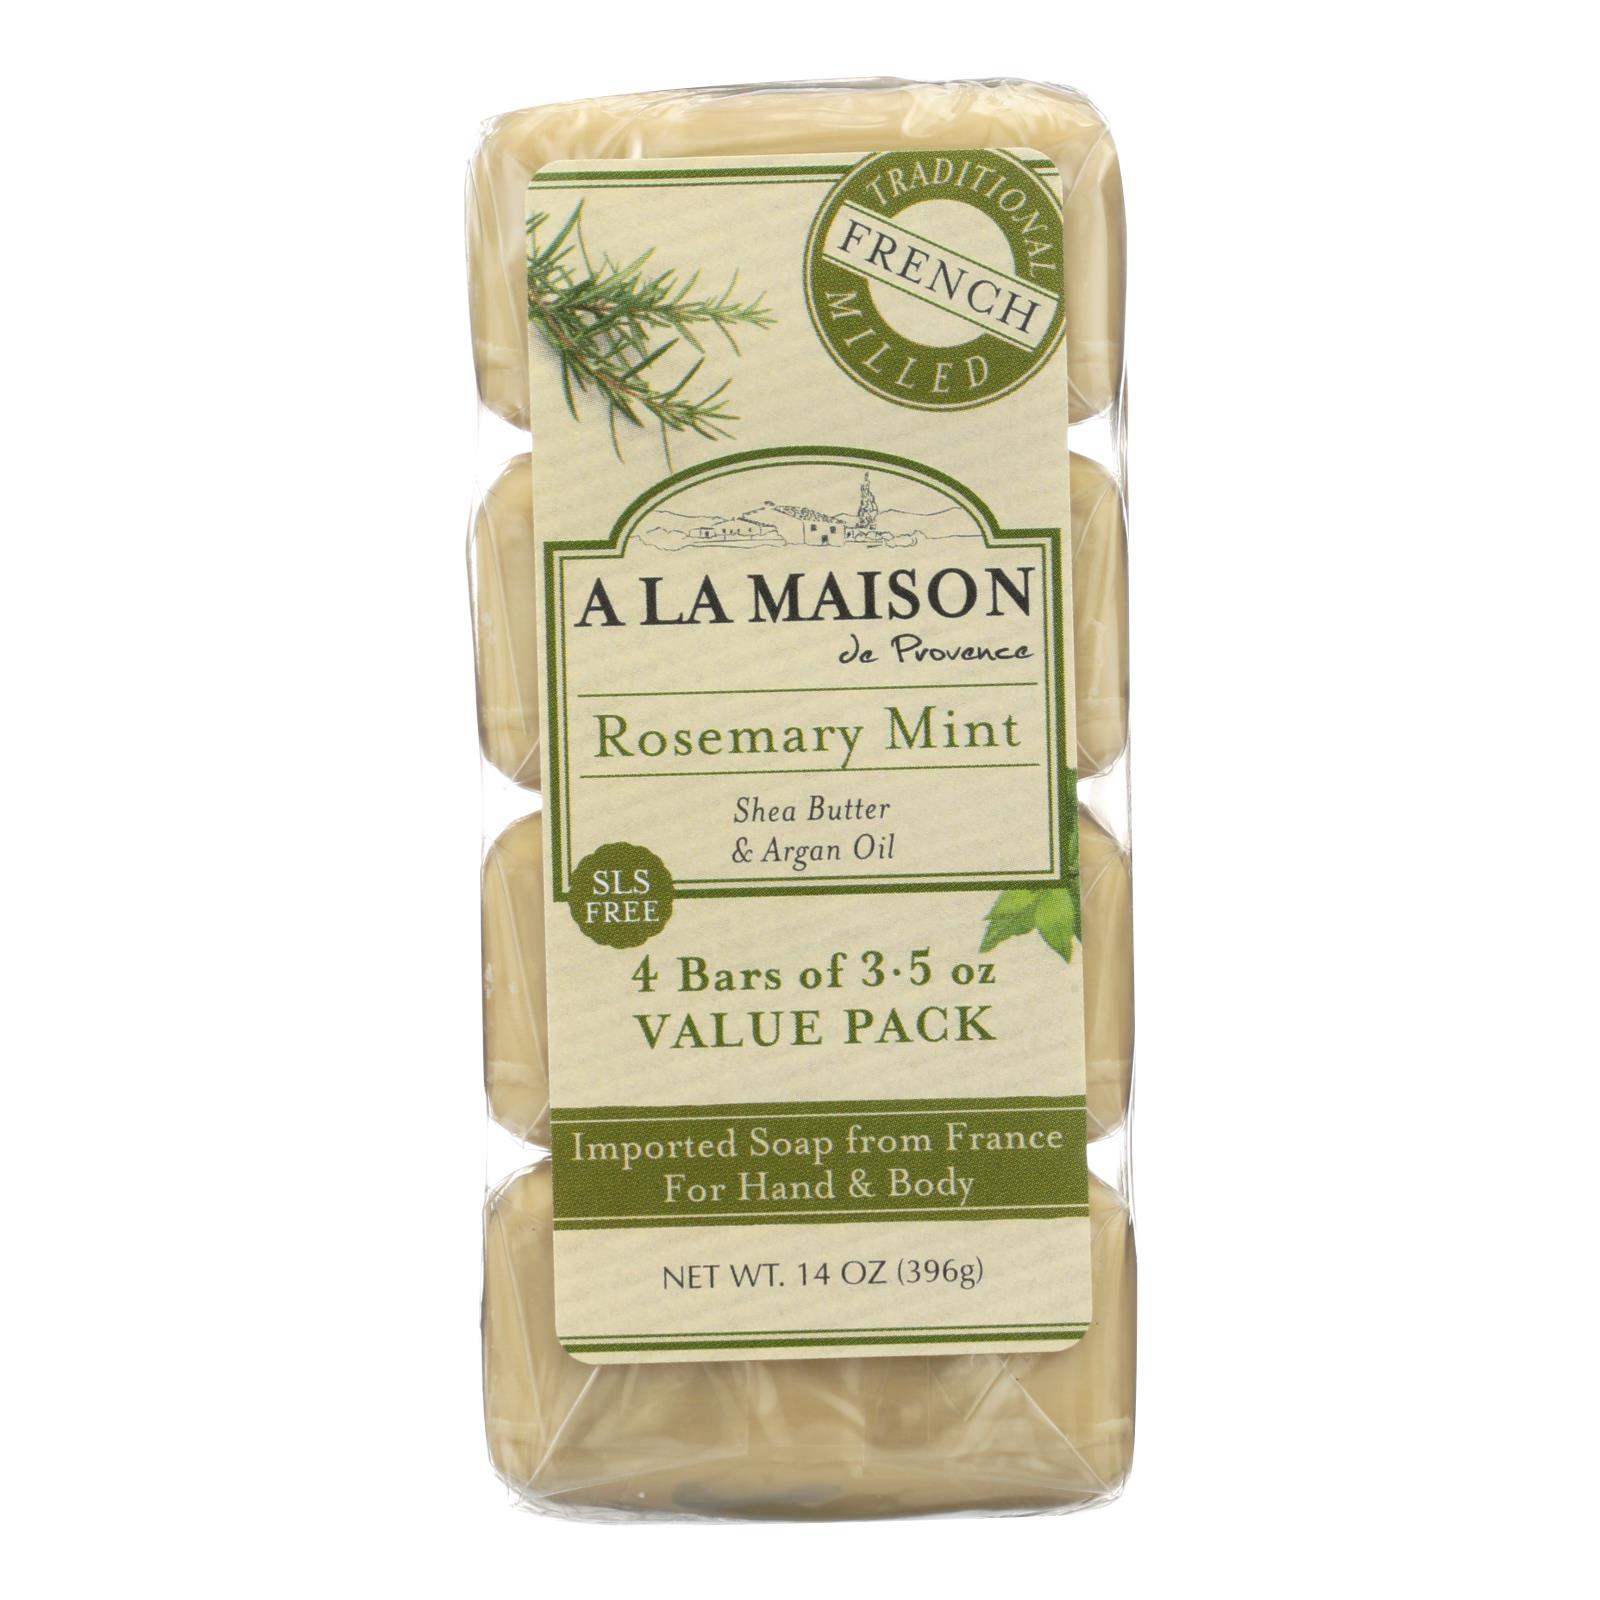 TRADITIONAL
FRENCH
MILLED
A LA MAISON
de Provence
Rosemary Mint
Shea Butter
& Argan Oil
SLS
FREE
4 Bars of 3.5 oz
VALUE PACK
Imported Soap from France
For Hand & Body
NET WT. 14 OZ (396g)